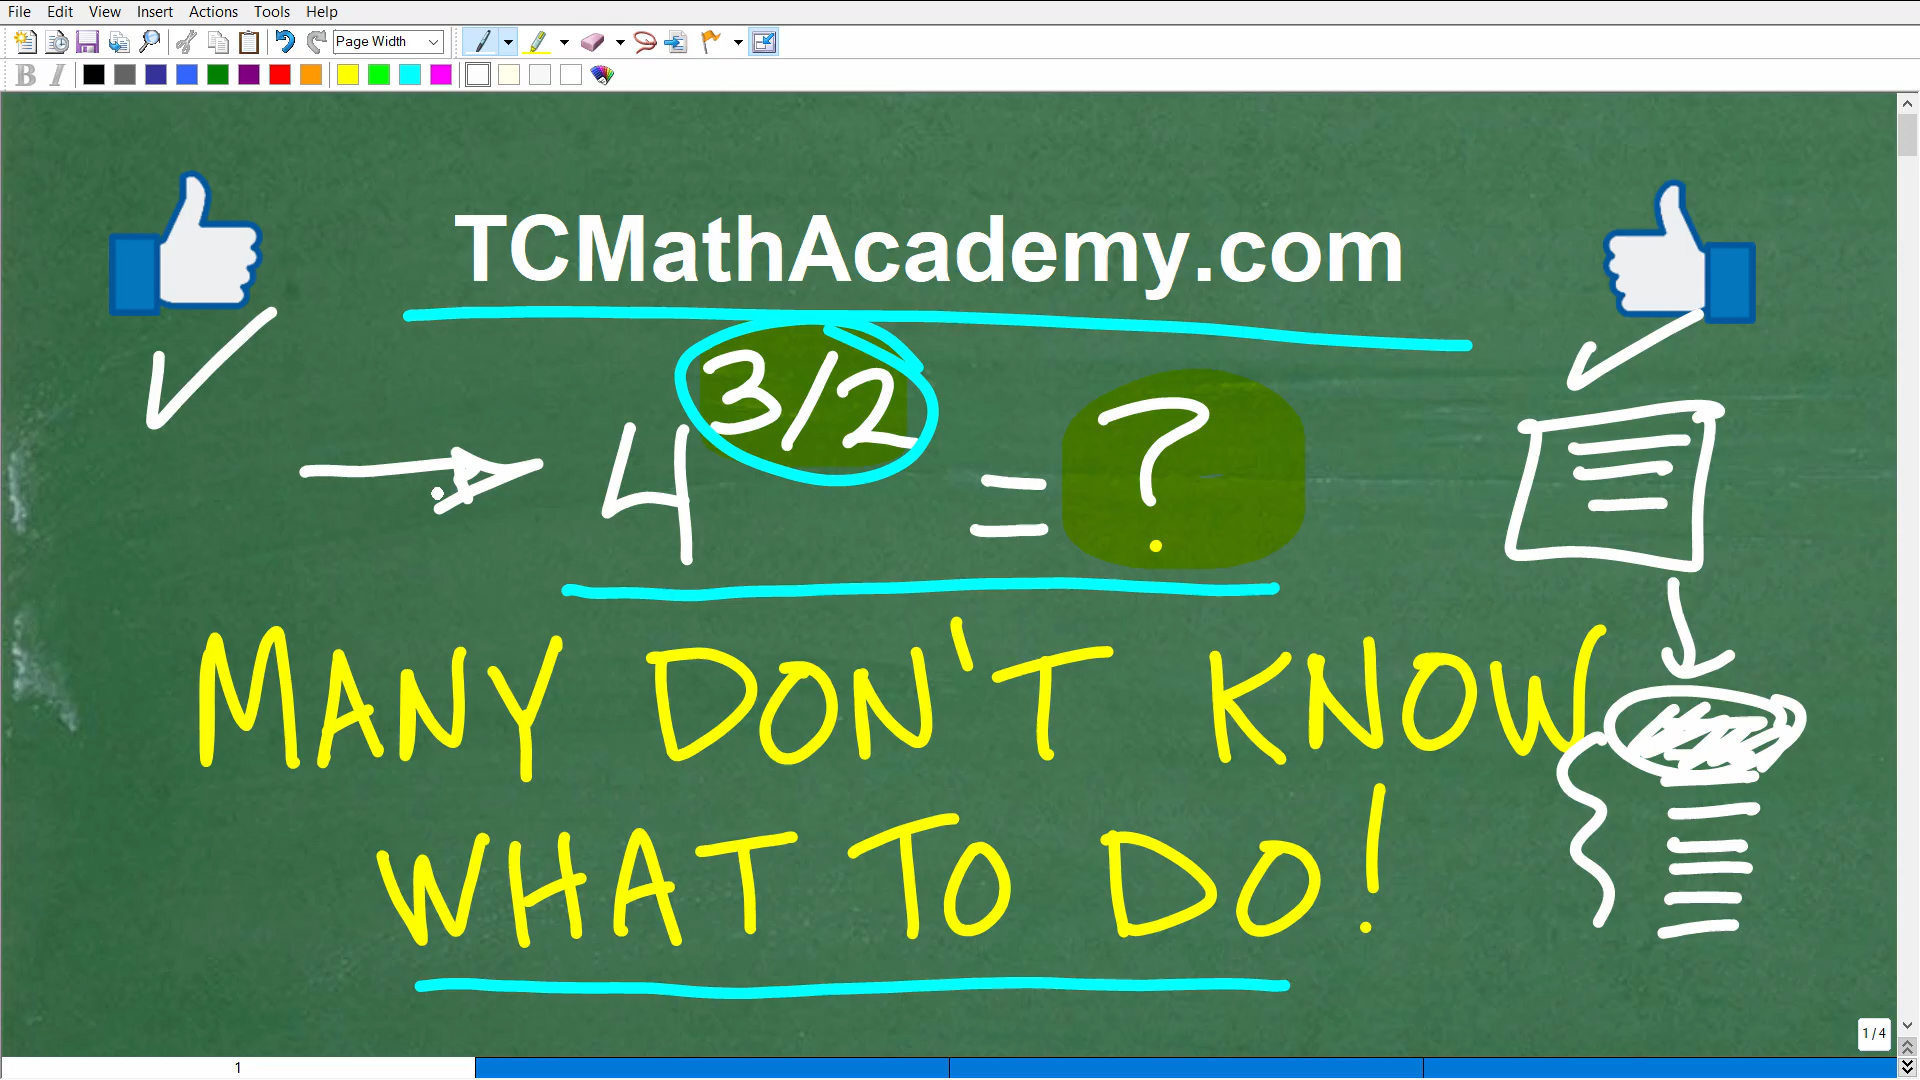 File Edit View Insert Actions Tools Help
Page Width
B I
TCMathAcademy.com
4^3/2 = ?
MANY DON'T KNOW
WHAT TO DO!
1 / 4
1